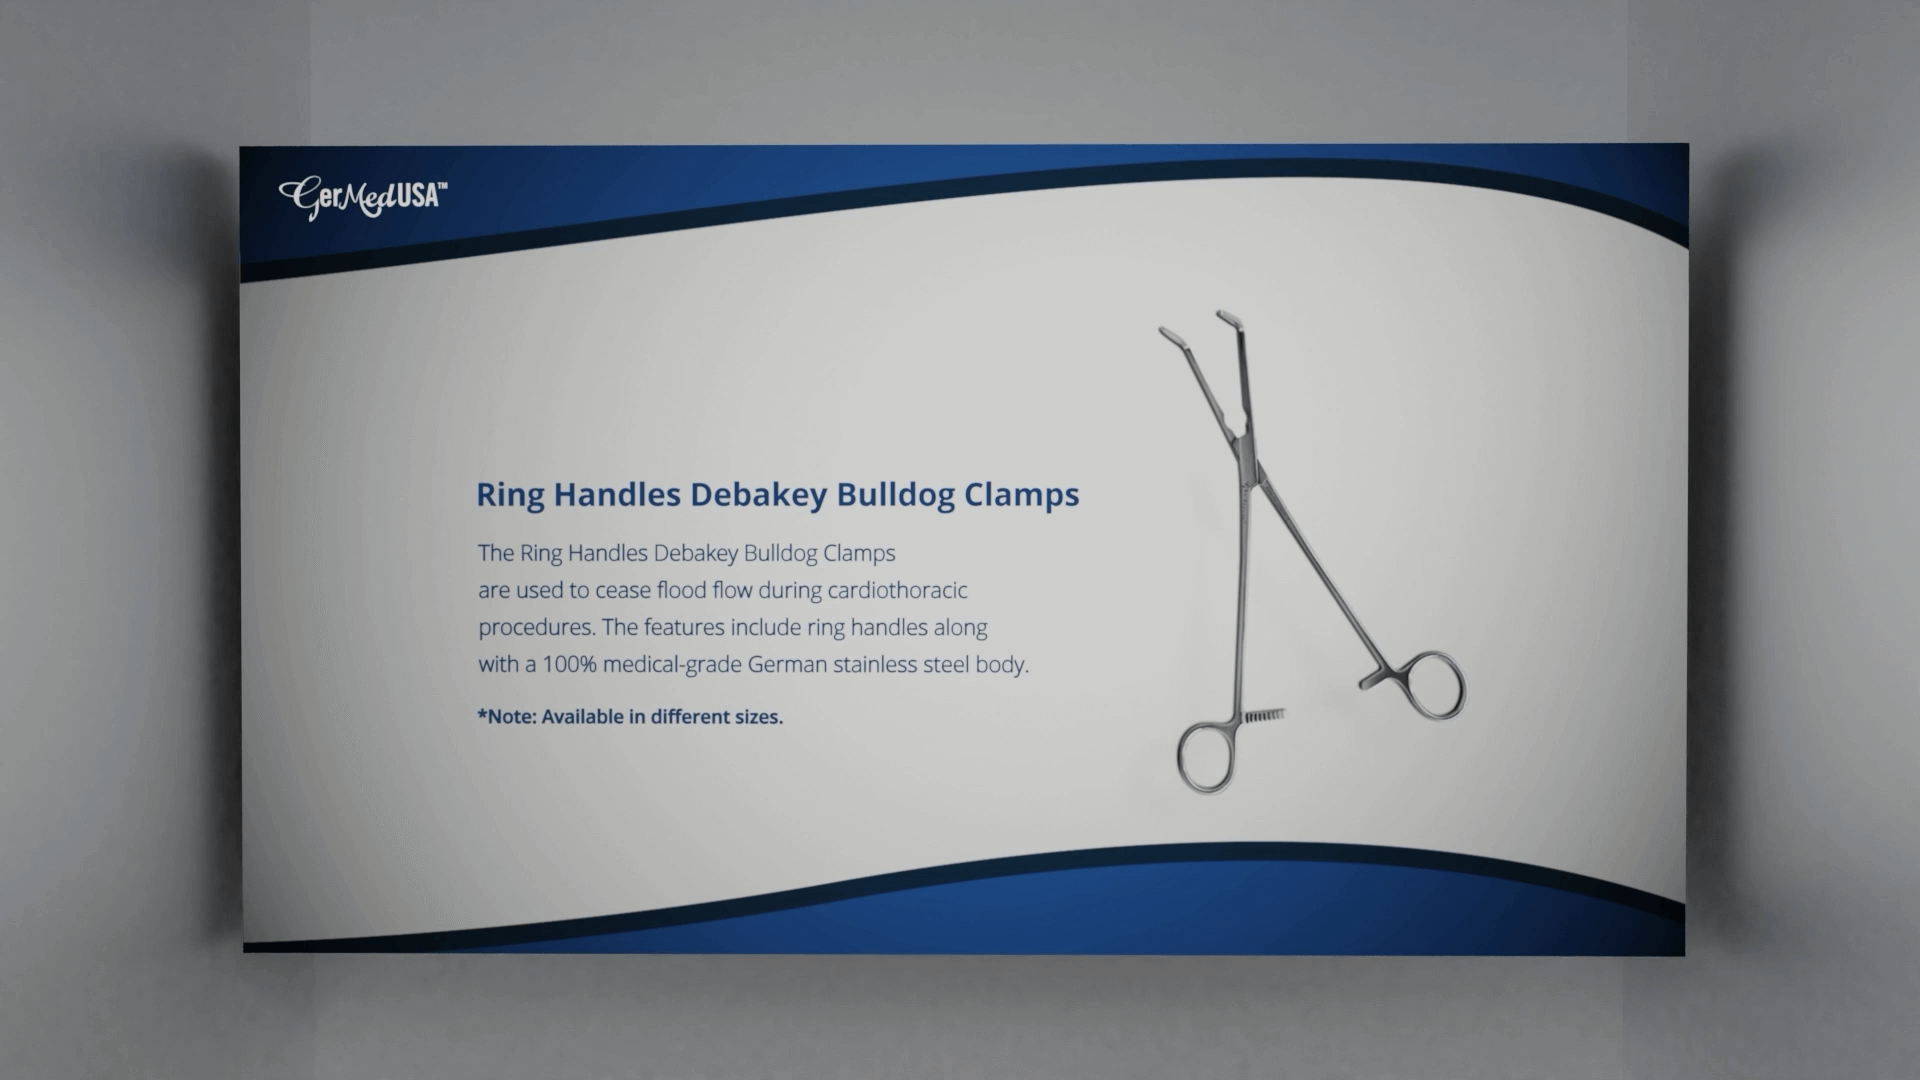 GerMedUSA™
Ring Handles Debakey Bulldog Clamps
The Ring Handles Debakey Bulldog Clamps
are used to cease flood flow during cardiothoracic
procedures. The features include ring handles along
with a 100% medical-grade German stainless steel body.
*Note: Available in different sizes.